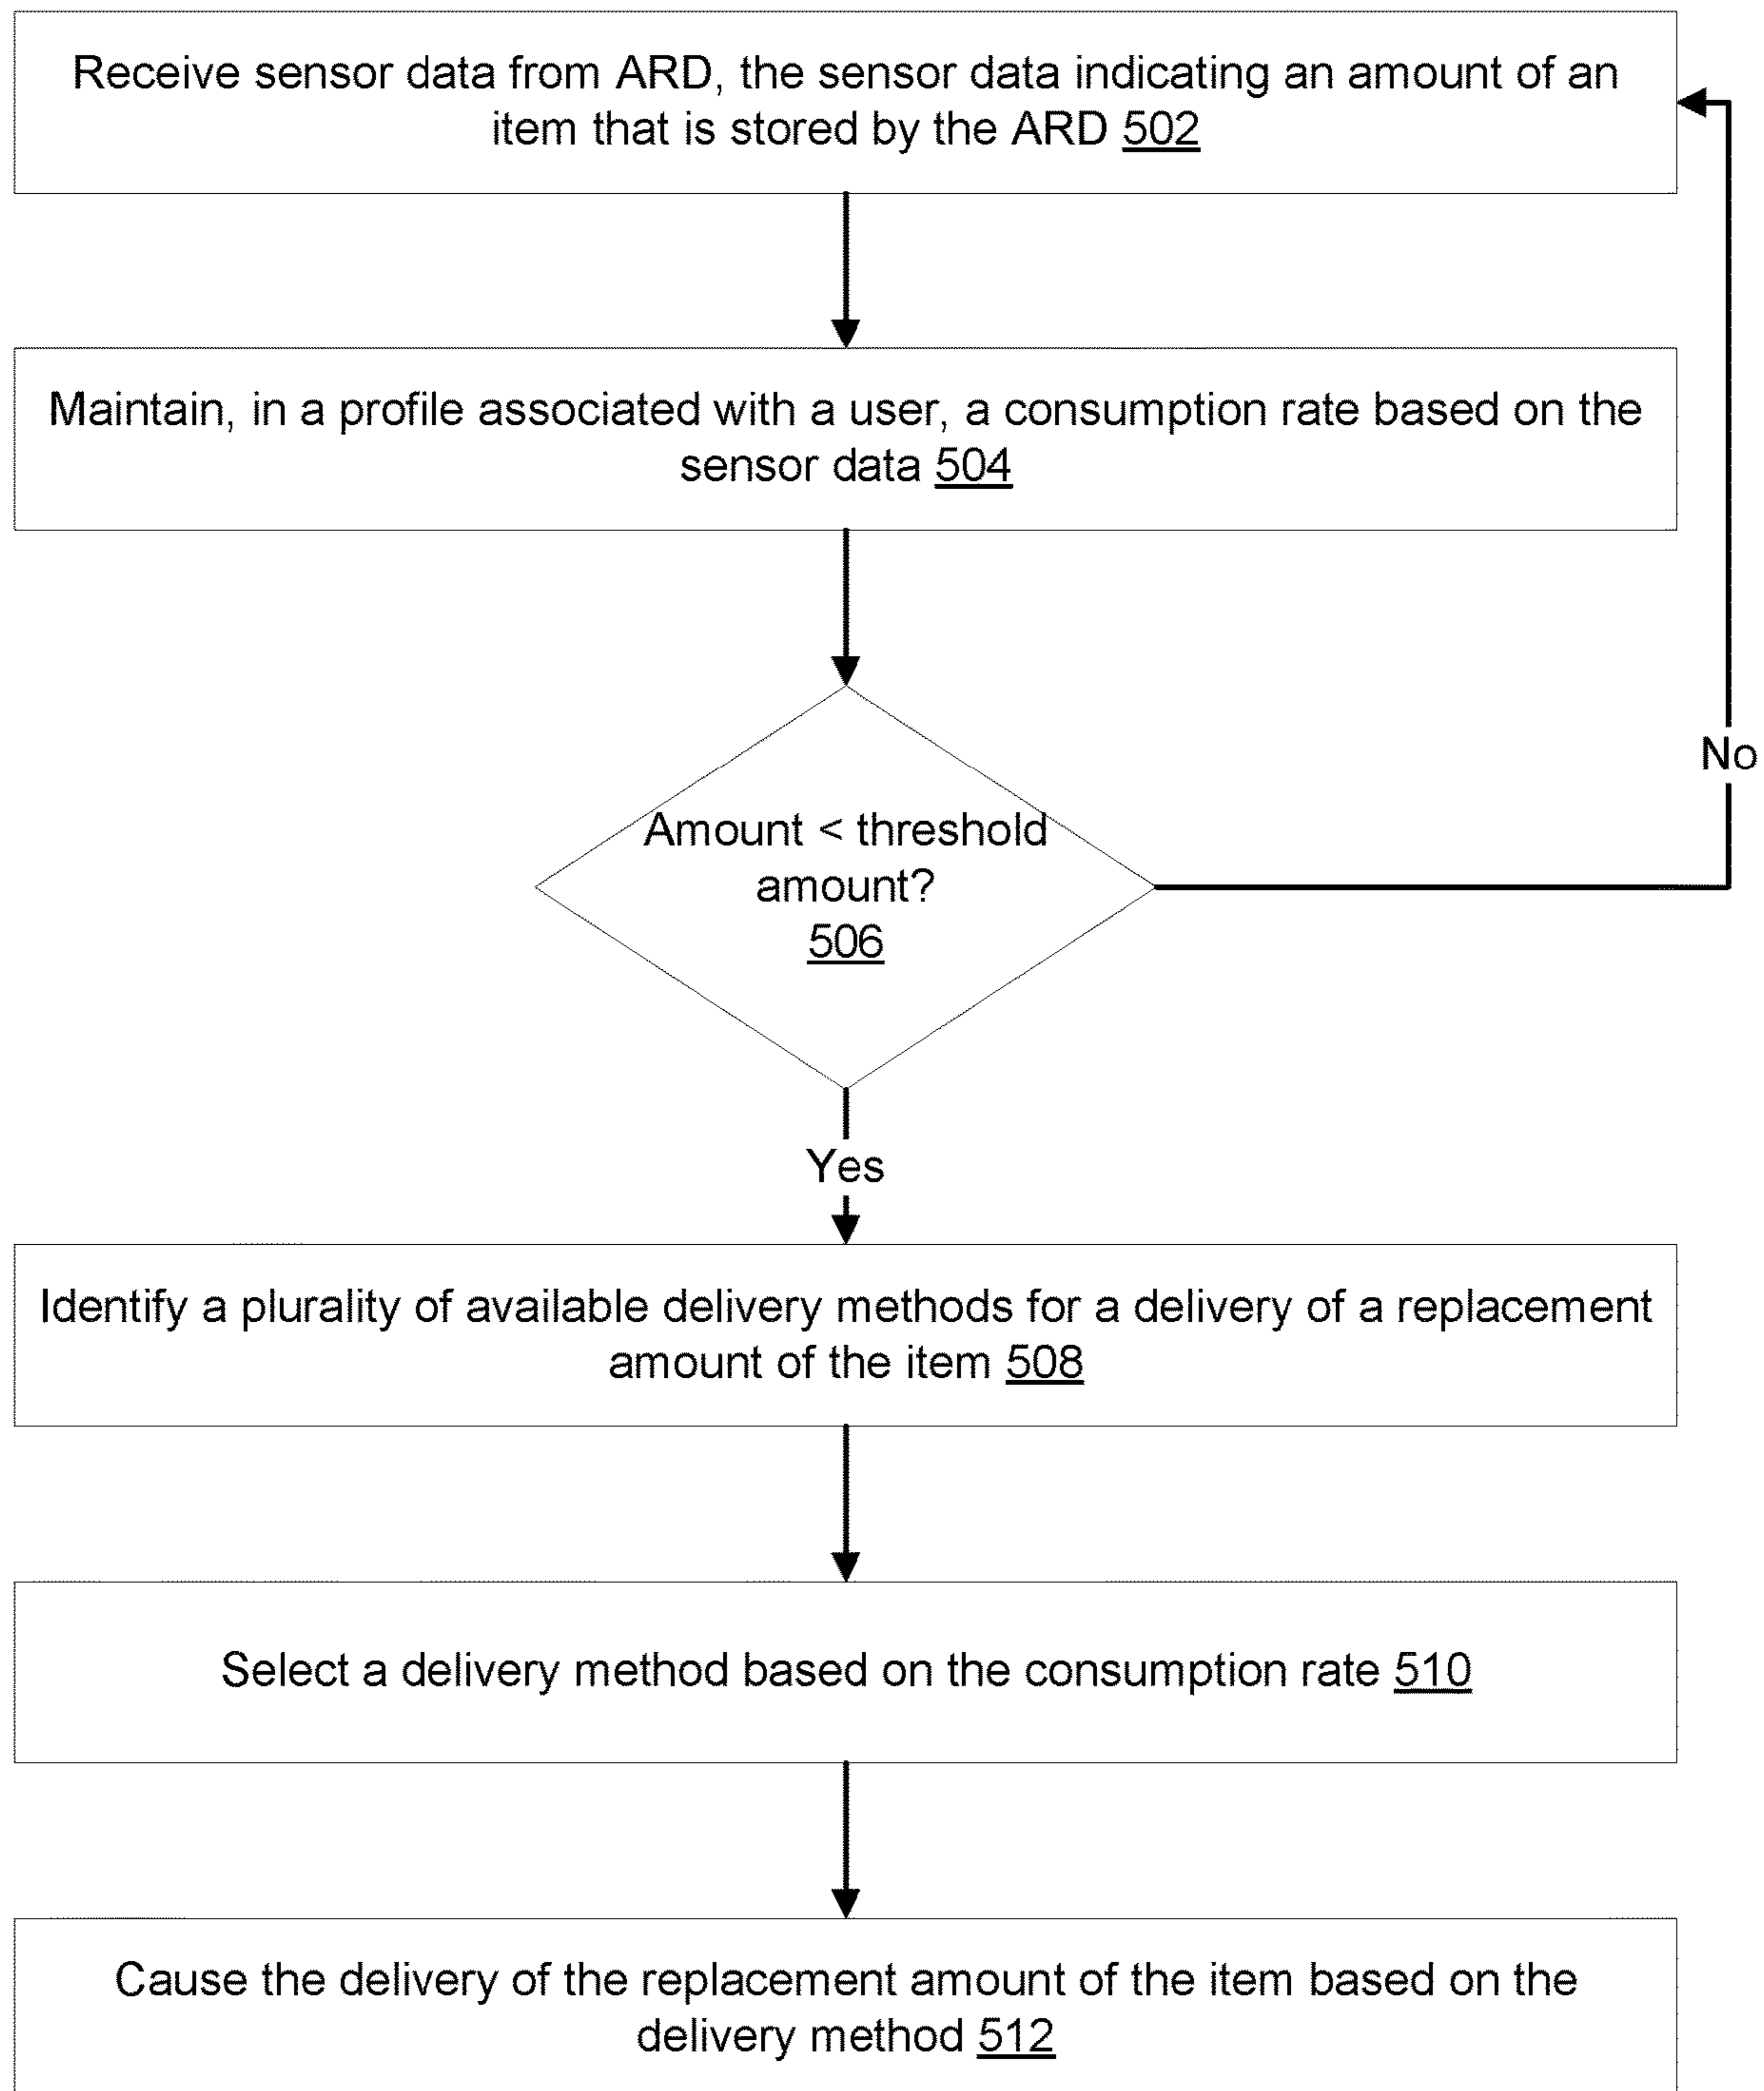 Receive sensor data from ARD, the sensor data indicating an amount of an
item that is stored by the ARD 502
Maintain, in a profile associated with a user, a consumption rate based on the
sensor data 504
No
Amount < threshold
amount?
506
Yes
Identify a plurality of available delivery methods for a delivery of a replacement
amount of the item 508
Select a delivery method based on the consumption rate 510
Cause the delivery of the replacement amount of the item based on the
delivery method 512